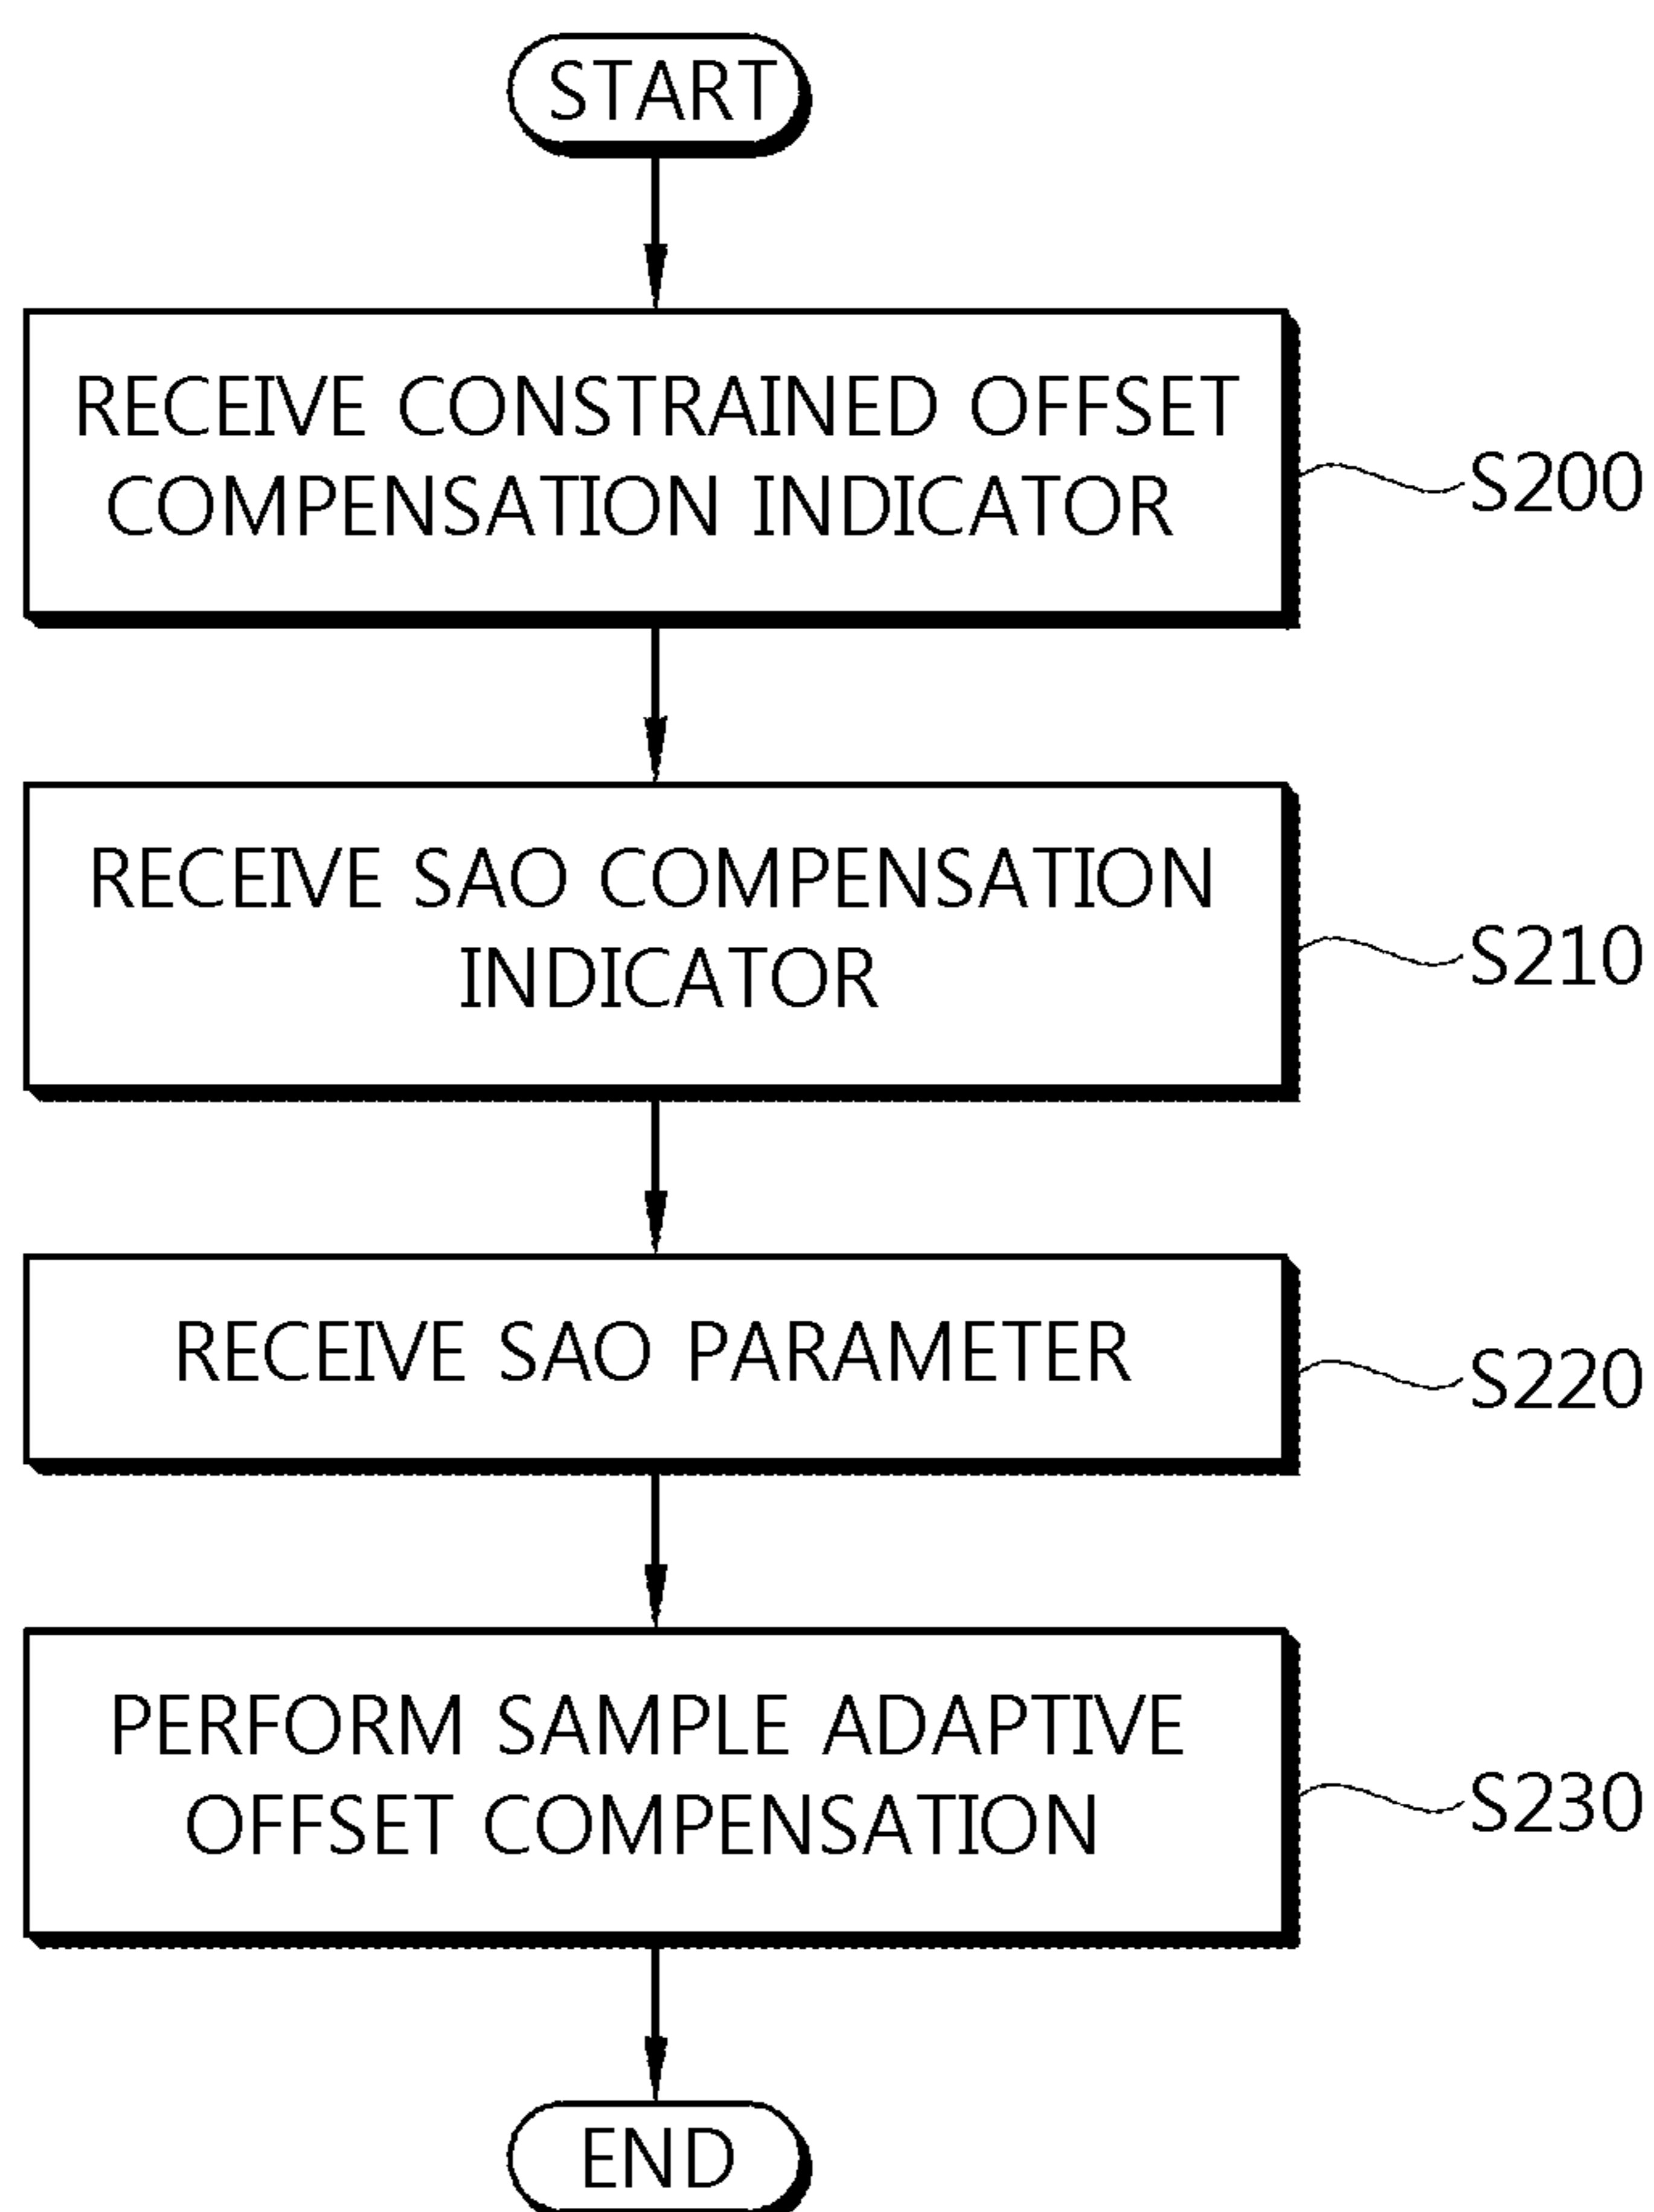 START
RECEIVE CONSTRAINED OFFSET
COMPENSATION INDICATOR
S200
RECEIVE SAO COMPENSATION
INDICATOR
S210
RECEIVE SAO PARAMETER
S220
PERFORM SAMPLE ADAPTIVE
OFFSET COMPENSATION
S230
END